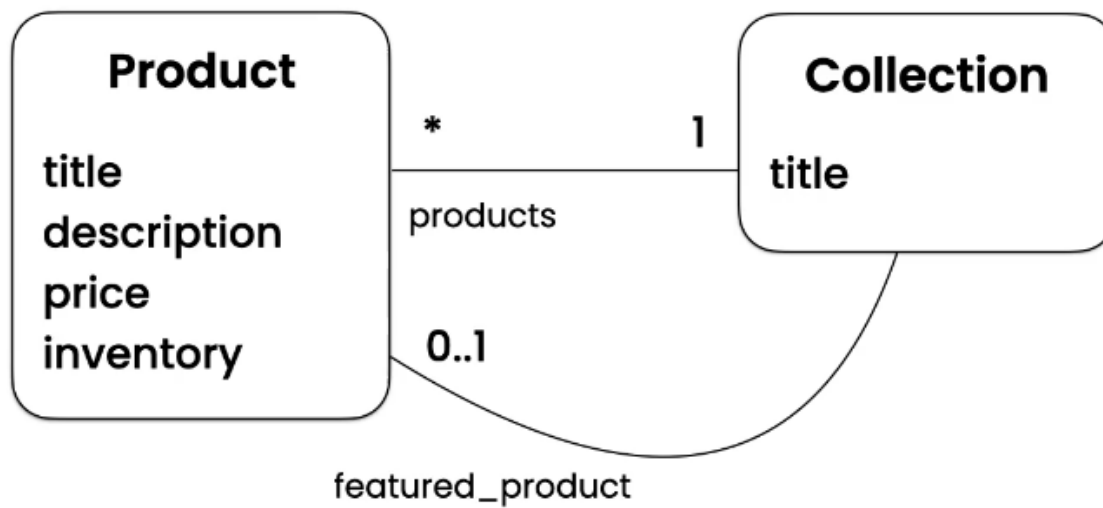 Product
title
description
price
inventory
*
1
products
0..1
featured_product
Collection
title